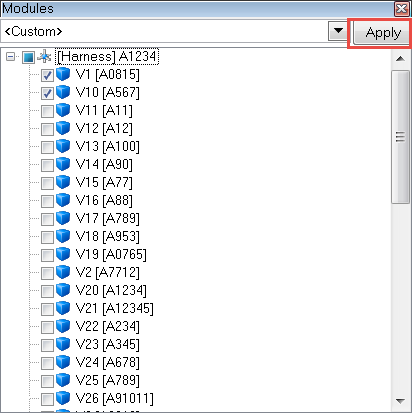 Modules
<Custom>
Apply
[Harness] A1234
V1 [A0815]
V10 [A567]
V11 [A11]
V12 [A12]
V13 [A100]
V14 [A90]
V15 [A77]
V16 [A88]
V17 [A789]
V18 [A953]
V19 [A0765]
V2 [A7712]
V20 [A1234]
V21 [A12345]
V22 [A234]
V23 [A345]
V24 [A678]
V25 [A789]
V26 [A91011]